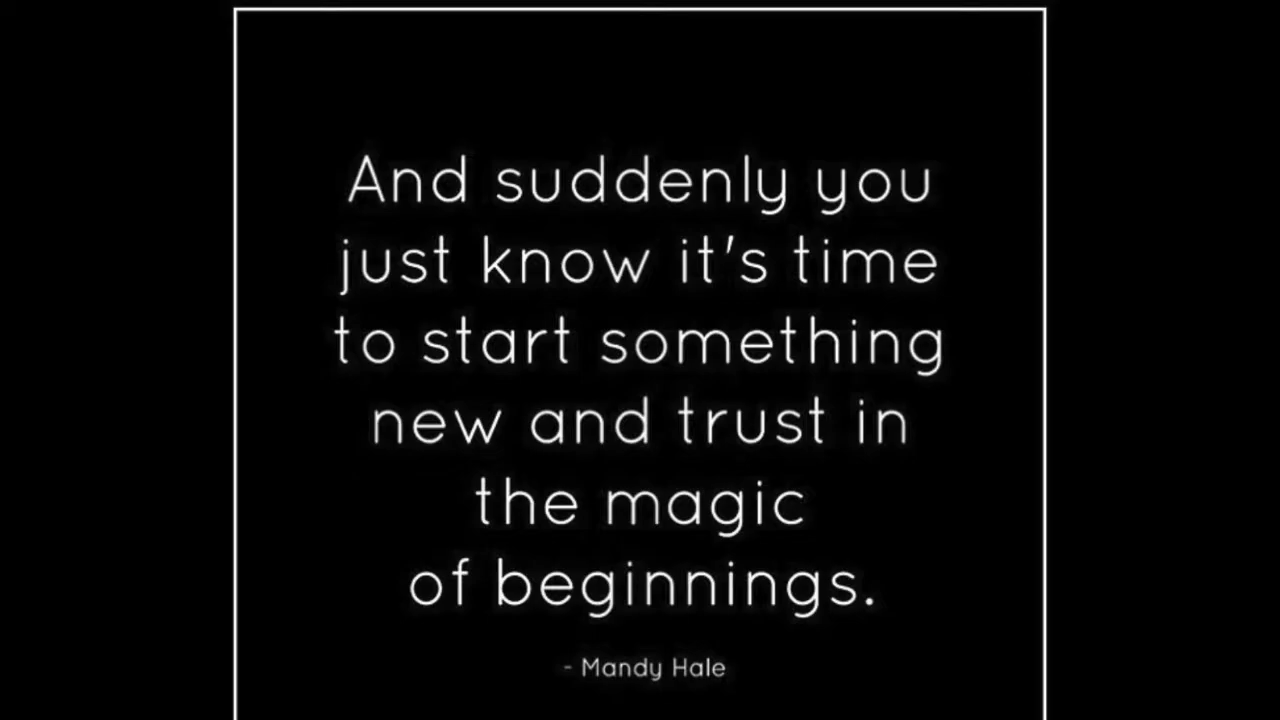 And suddenly you
just know it's time
to start something
new and trust in
the magic
of beginnings.
- Mandy Hale